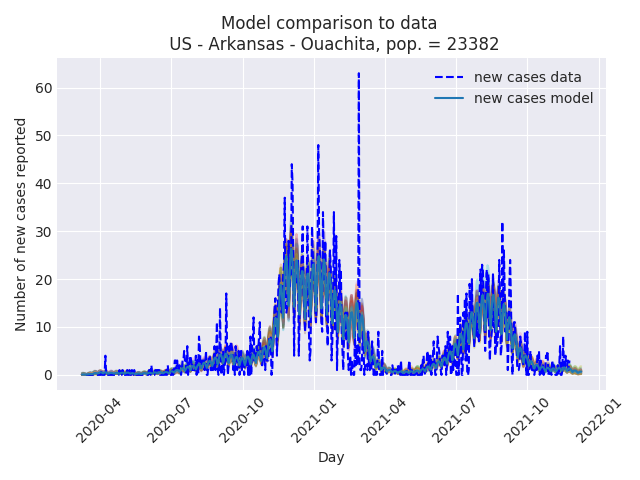 Model comparison to data
US - Arkansas - Ouachita, pop. = 23382
new cases data
new cases model
Number of new cases reported
60
50
40
30
20
10
0
2020-04
2020-07
2020-10
2021-01
2021-04
2021-07
2021-10
2022-01
Day